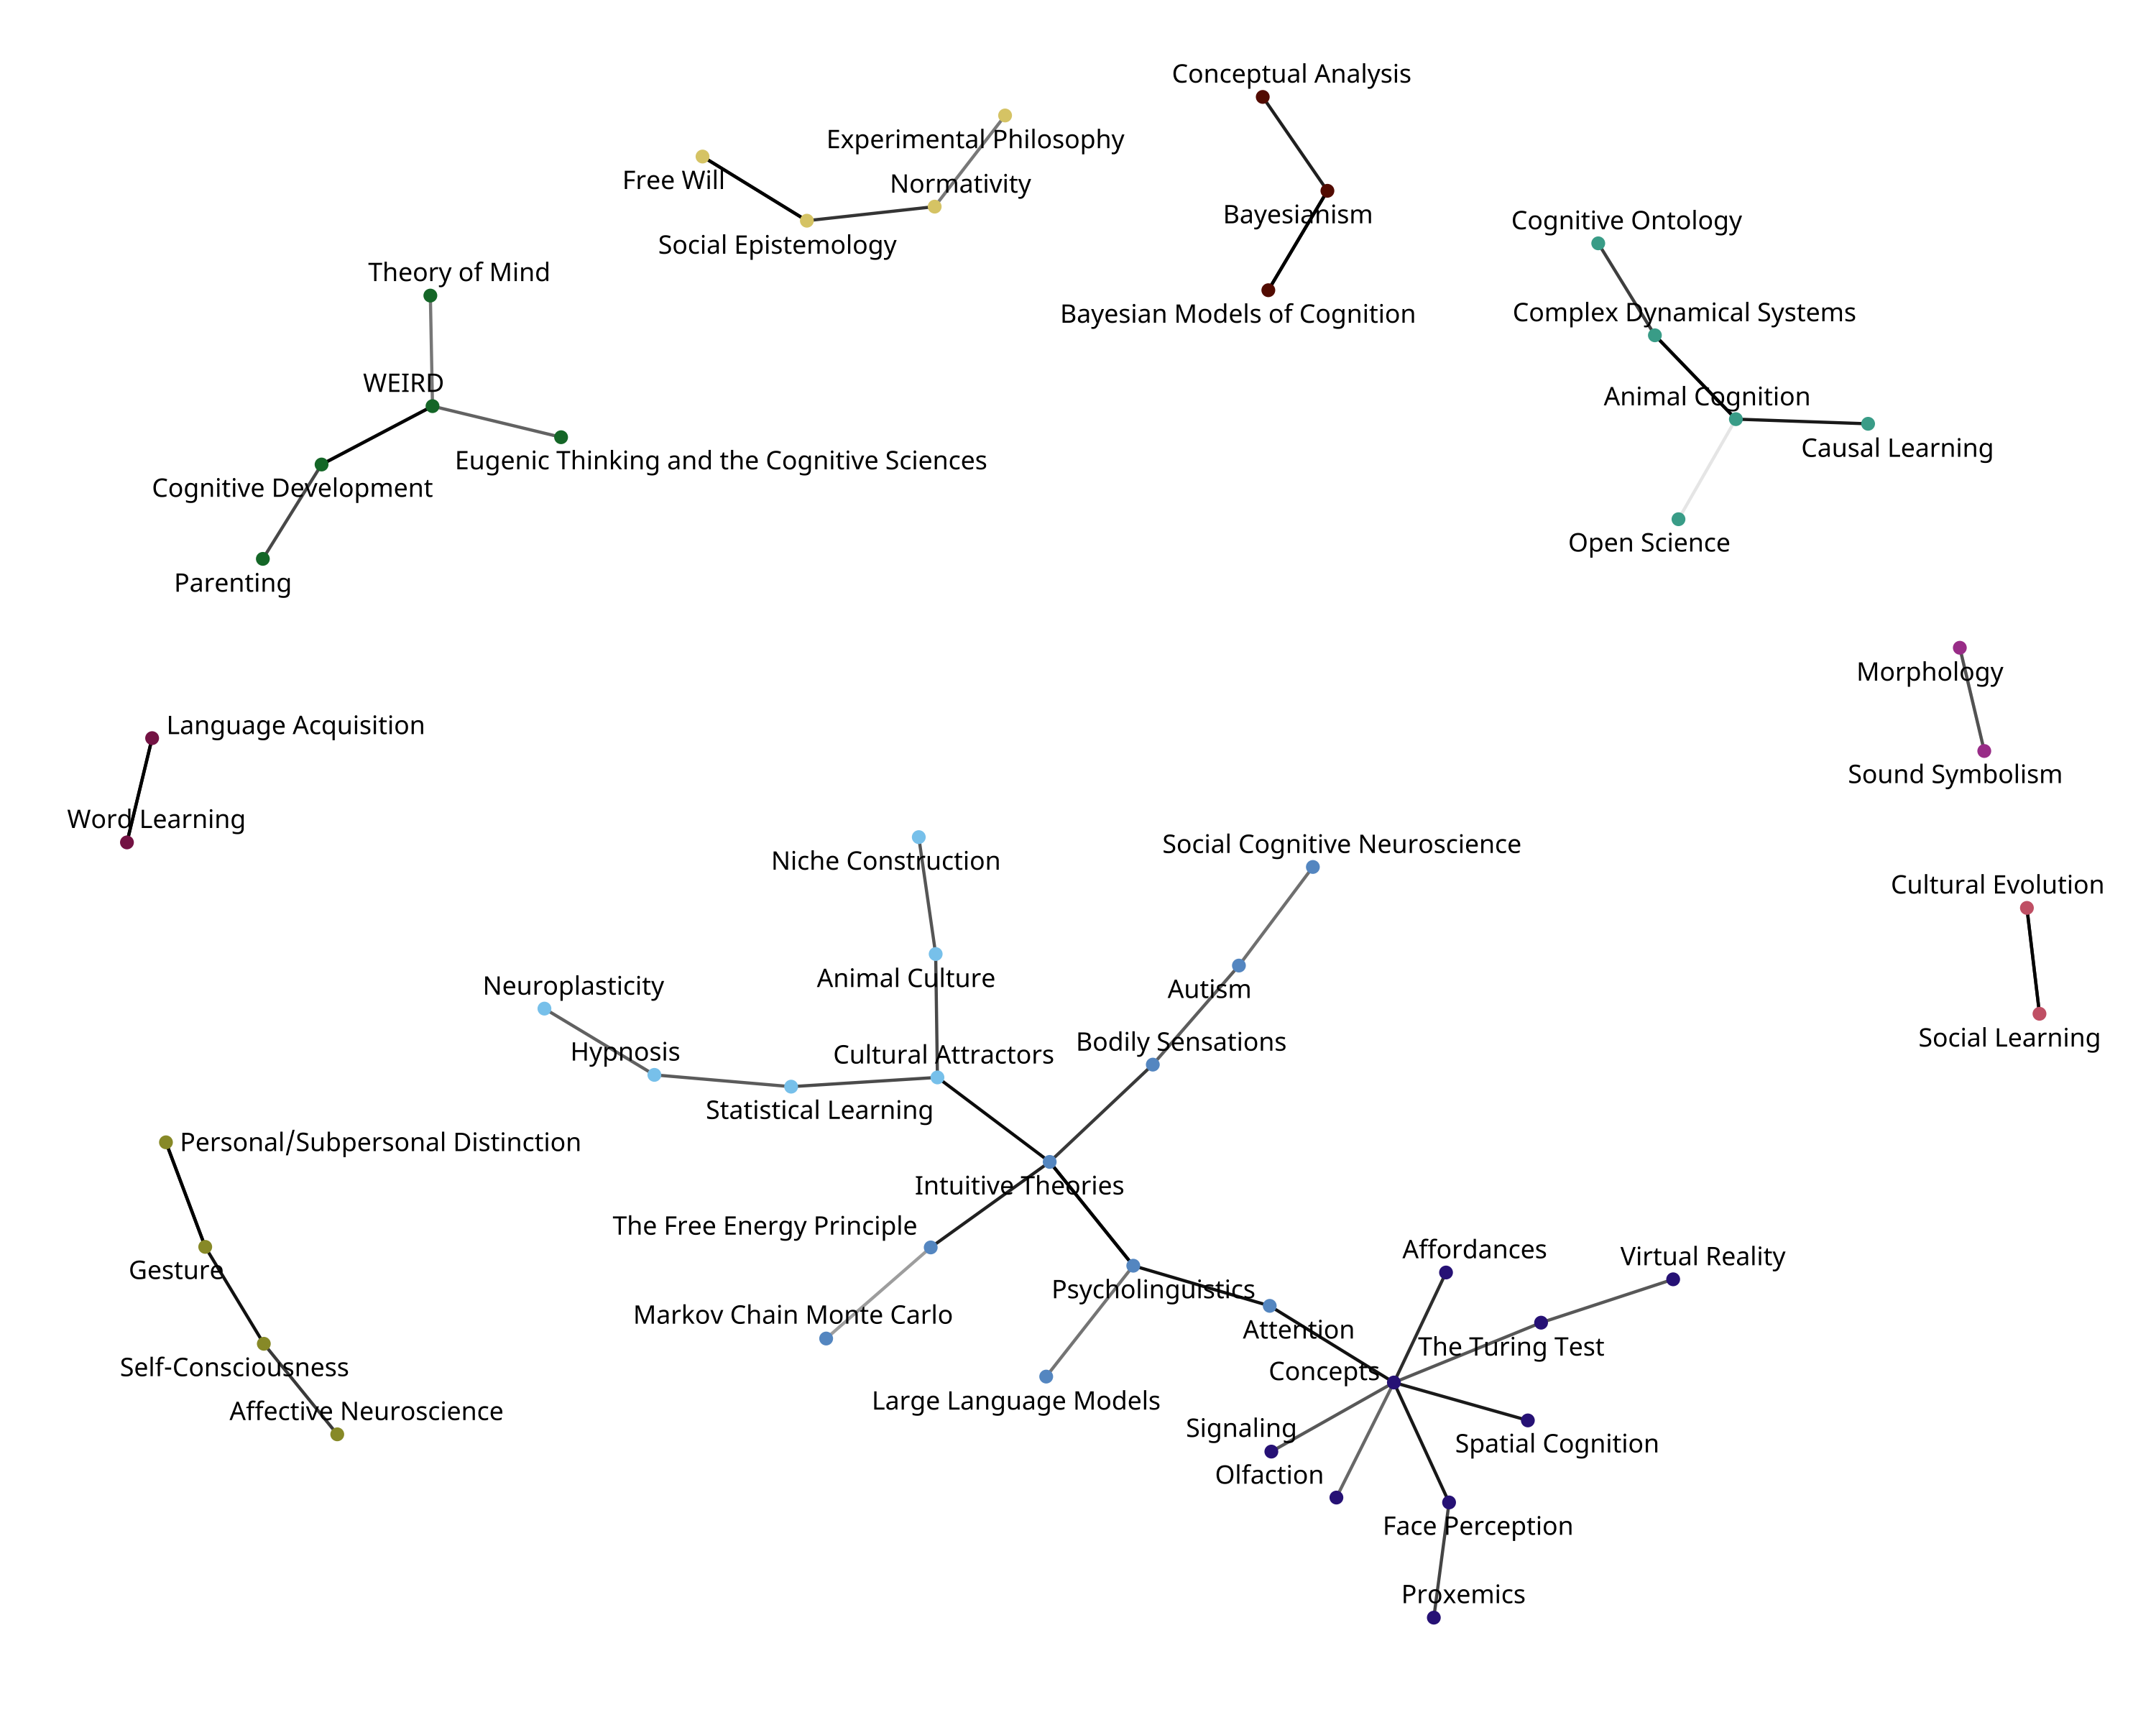 Conceptual Analysis
Experimental Philosophy
Free Will
Normativity
Bayesianism
Social Epistemology
Cognitive Ontology
Theory of Mind
Bayesian Models of Cognition
Complex Dynamical Systems
WEIRD
Animal Cognition
Causal Learning
Eugenic Thinking and the Cognitive Sciences
Cognitive Development
Open Science
Parenting
Morphology
Language Acquisition
Sound Symbolism
Word Learning
Social Cognitive Neuroscience
Niche Construction
Cultural Evolution
Animal Culture
Neuroplasticity
Autism
Social Learning
Bodily Sensations
Hypnosis
Cultural Attractors
Statistical Learning
Personal/Subpersonal Distinction
Intuitive Theories
The Free Energy Principle
Affordances
Virtual Reality
Gesture
Psycholinguistics
Markov Chain Monte Carlo
Attention
The Turing Test
Self-Consciousness
Concepts
Large Language Models
Affective Neuroscience
Signaling
Spatial Cognition
Olfaction
Face Perception
Proxemics